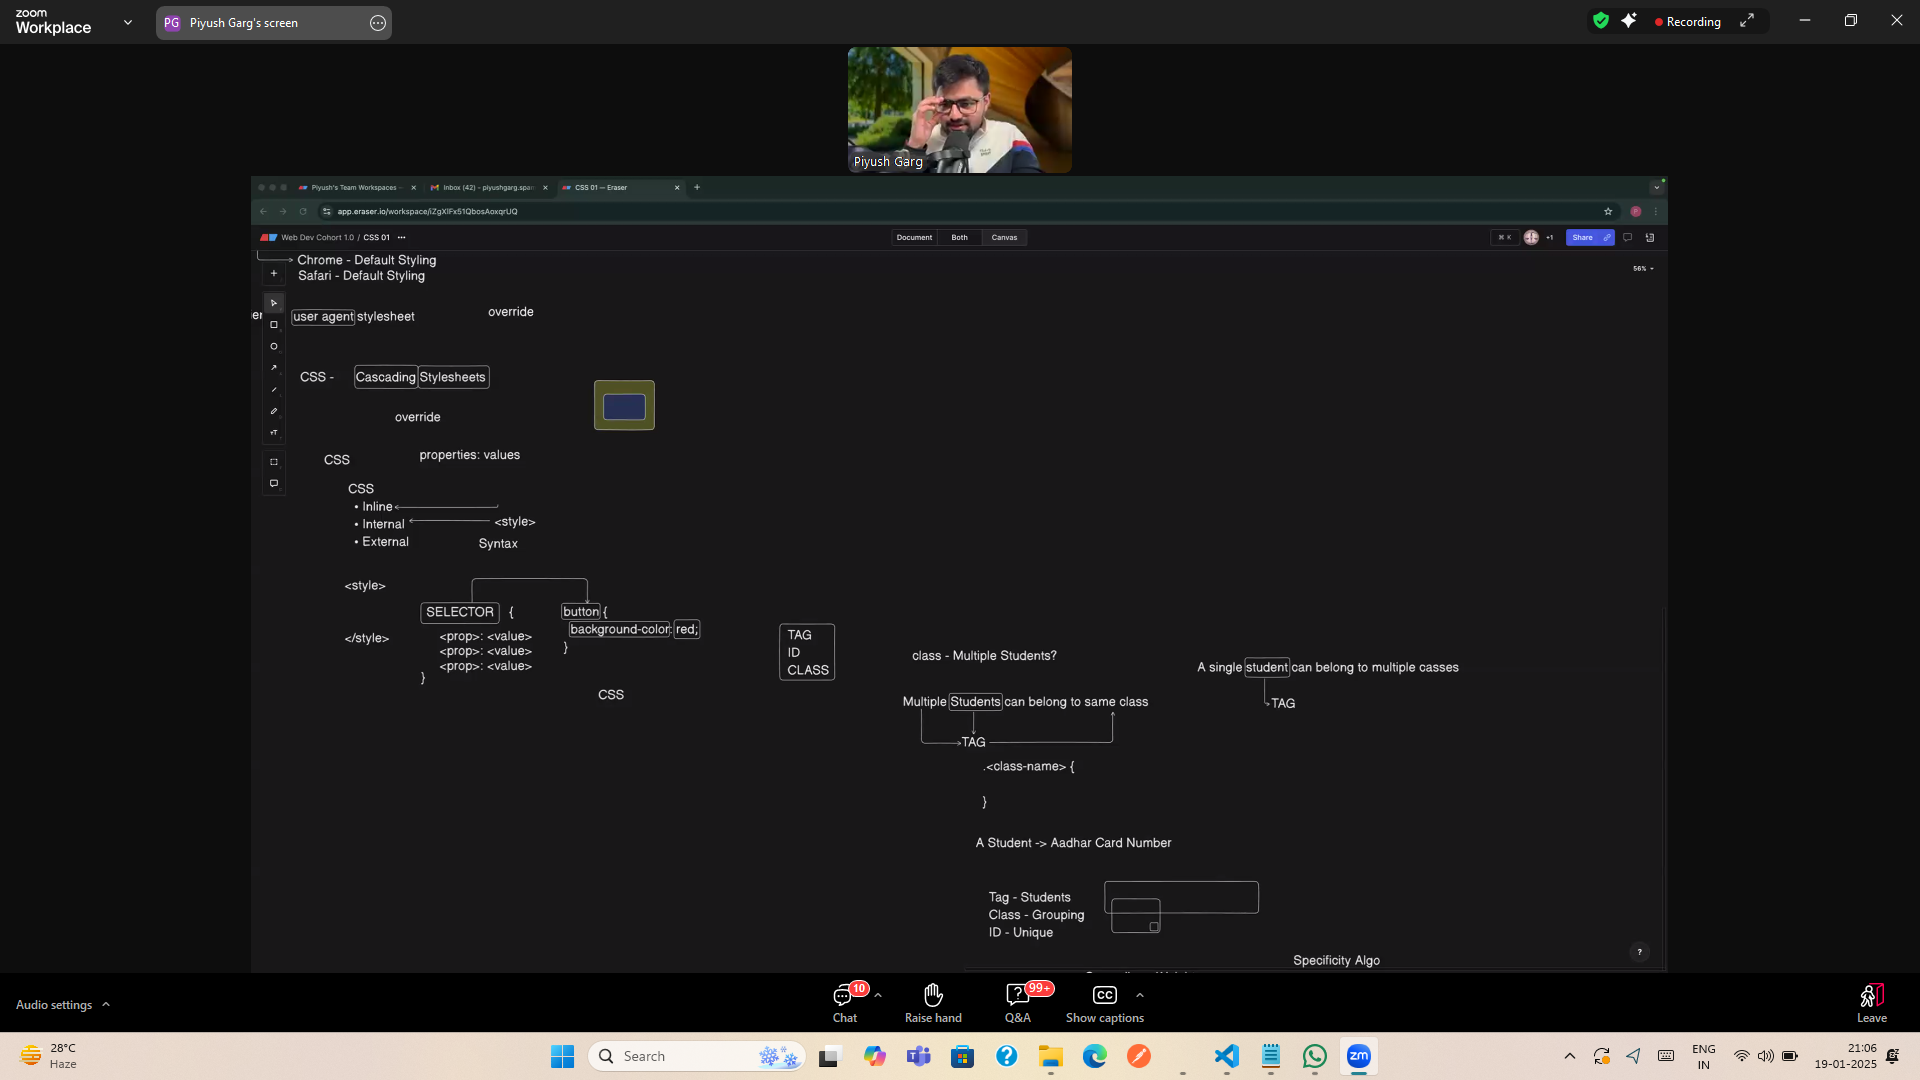 zoom
Workplace
PG Piyush Garg's screen
Recording
Piyush Garg
Piyush's Team Workspaces
Inbox (42) - piyushgarg.spam
CSS 01 — Eraser
app.eraser.io/workspace/iZgXlFx51QbosAoxqrUQ
Web Dev Cohort 1.0 / CSS 01
Document Both Canvas
⌘ K
+1
Share
56%
Chrome - Default Styling
Safari - Default Styling
user agent stylesheet
override
CSS - Cascading Stylesheets
override
CSS
properties: values
CSS
• Inline
• Internal
<style>
• External
Syntax
<style>
SELECTOR {
<prop>: <value>
<prop>: <value>
<prop>: <value>
}
</style>
button {
background-color: red;
}
CSS
TAG
ID
CLASS
class - Multiple Students?
Multiple Students can belong to same class
TAG
.<class-name> {
}
A single student can belong to multiple casses
TAG
A Student -> Aadhar Card Number
Tag - Students
Class - Grouping
ID - Unique
Specificity Algo
?
Audio settings
10
Chat
Raise hand
99+
Q&A
CC
Show captions
Leave
28°C
Haze
Search
zm
ENG
IN
21:06
19-01-2025